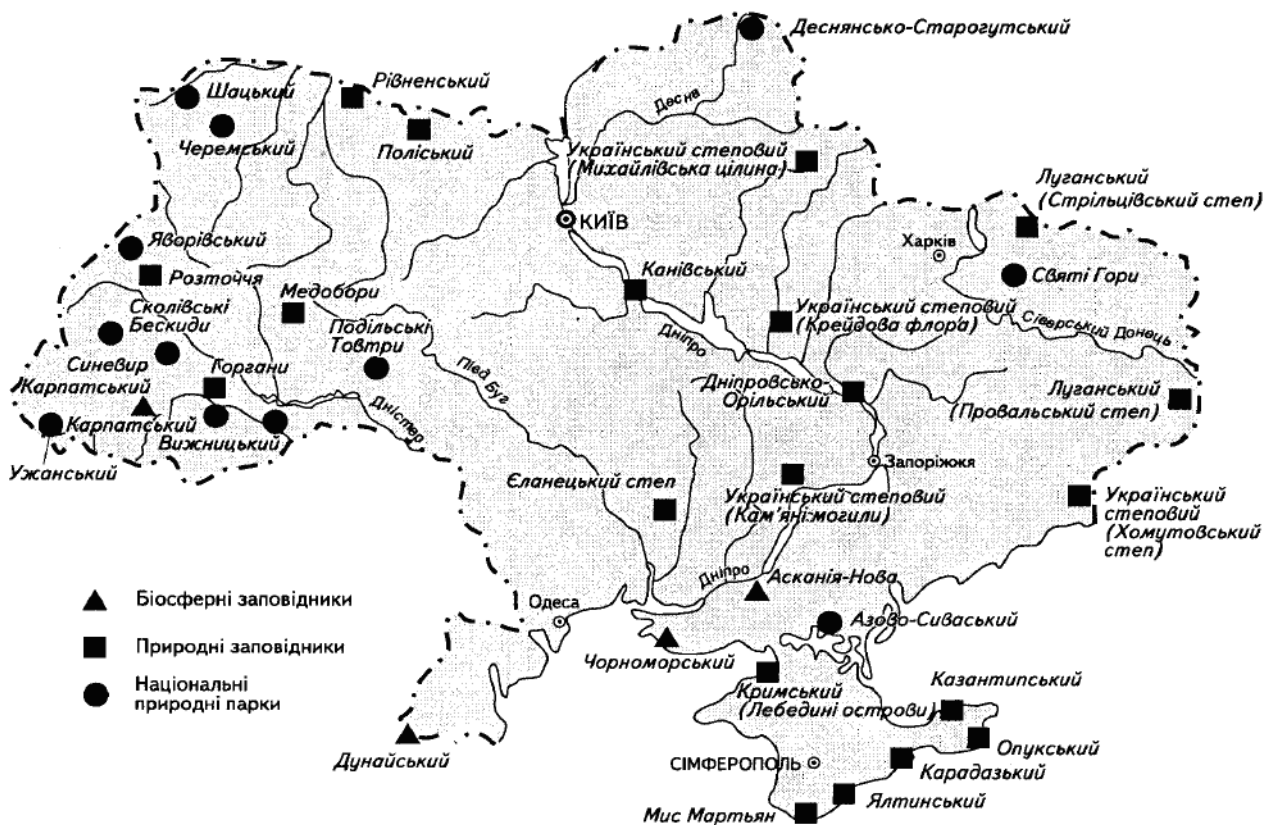 Деснянсько-Старогутський
Шацький
Рівненський
Десна
Черемський
Поліський
Український степовий
(Михайлівська цілина)
Луганський
(Стрільцівський степ)
КИЇВ
Яворівський
Харків
Розточчя
Канівський
Святі Гори
Медобори
Сколівські
Бескиди
Український степовий
(Крейдова флора)
Подільські
Товтри
Дніпро
Сіверський Донець
Синевир
Горгани
Півд Буг
Карпатський
Дніпровсько-
Орільський
Луганський
(Провальський степ)
Дністер
Карпатський
Вижницький
Ужанський
Запоріжжя
Єланецький степ
Український степовий
(Кам'яні могили)
Український
степовий
(Хомутовський
степ)
Дніпро
Асканія-Нова
Біосферні заповідники
Одеса
Азово-Сиваський
Природні заповідники
Чорноморський
Національні
природні парки
Кримський
(Лебедині острови)
Казантипський
Дунайський
СІМФЕРОПОЛЬ
Опукський
Карадазький
Ялтинський
Мис Мартьян